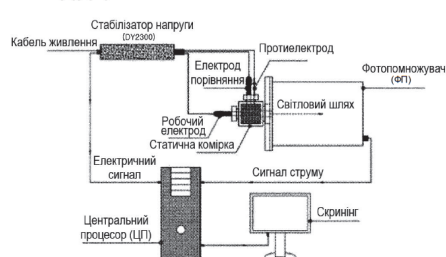 Стабілізатор напруги
(DY2300)
Кабель живлення
Протиелектрод
Електрод
порівняння
Фотопомножувач
(ФП)
Світловий шлях
Робочий
електрод
Статична комірка
Електричний
сигнал
Сигнал струму
Центральний
процесор (ЦП)
Скринінг